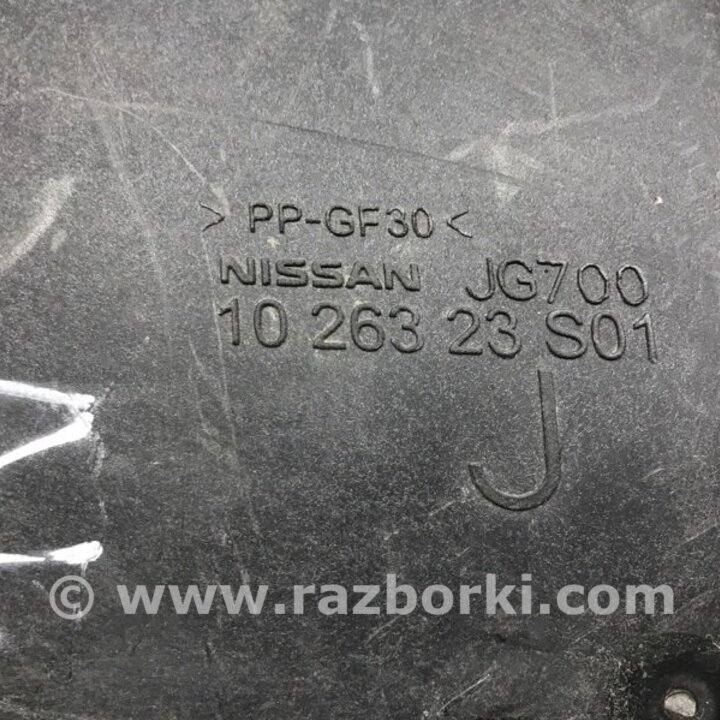 > PP-GF30 <
NISSAN JG700
10 263 23 S01
J
© www.razborki.com